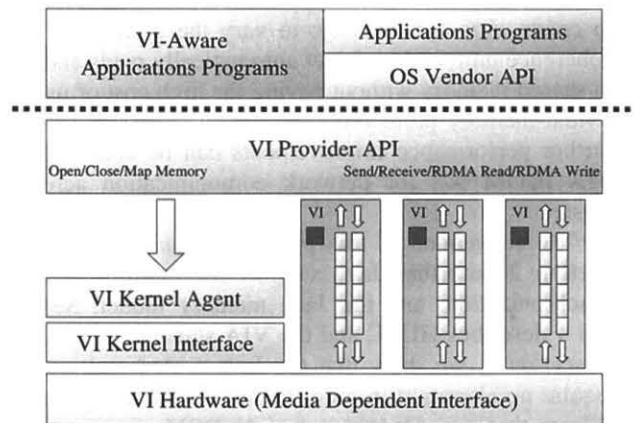 VI-Aware
Applications Programs
Applications Programs
OS Vendor API
VI Provider API
Open/Close/Map Memory
Send/Receive/RDMA Read/RDMA Write
VI
VI
VI
VI Kernel Agent
VI Kernel Interface
VI Hardware (Media Dependent Interface)